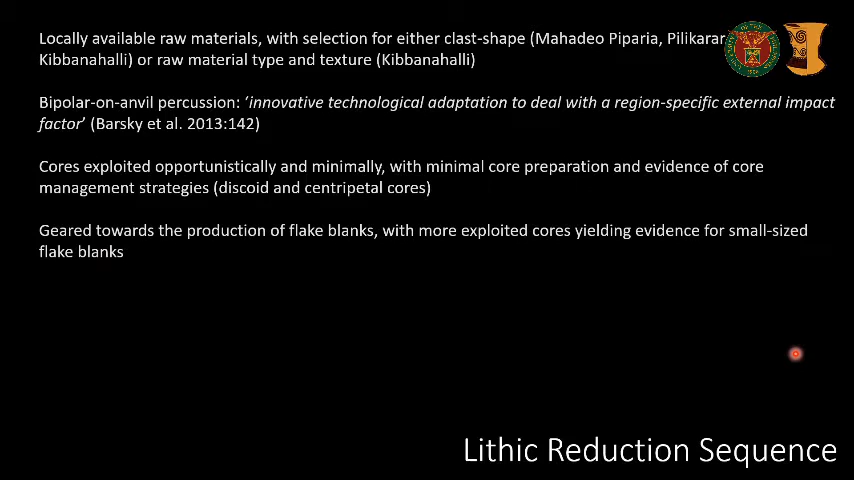 Locally available raw materials, with selection for either clast-shape (Mahadeo Piparia, Pilikarar
Kibbanahalli) or raw material type and texture (Kibbanahalli)
Bipolar-on-anvil percussion: ‘innovative technological adaptation to deal with a region-specific external impact
factor’ (Barsky et al. 2013:142)
Cores exploited opportunistically and minimally, with minimal core preparation and evidence of core
management strategies (discoid and centripetal cores)
Geared towards the production of flake blanks, with more exploited cores yielding evidence for small-sized
flake blanks
Lithic Reduction Sequence